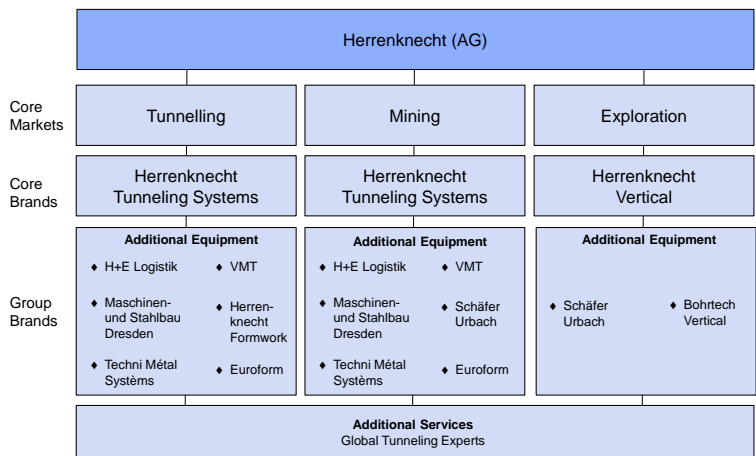 Herrenknecht (AG)
Core
Markets
Tunnelling
Mining
Exploration
Core
Brands
Herrenknecht
Tunneling Systems
Herrenknecht
Tunneling Systems
Herrenknecht
Vertical
Group
Brands
Additional Equipment
♦ H+E Logistik
♦ VMT
♦ Maschinen-
und Stahlbau
Dresden
♦ Herren-
knecht
Formwork
♦ Techni Métal
Systèms
♦ Euroform
Additional Equipment
♦ H+E Logistik
♦ VMT
♦ Maschinen-
und Stahlbau
Dresden
♦ Schäfer
Urbach
♦ Techni Métal
Systèms
♦ Euroform
Additional Equipment
♦ Schäfer
Urbach
♦ Bohrtech
Vertical
Additional Services
Global Tunneling Experts